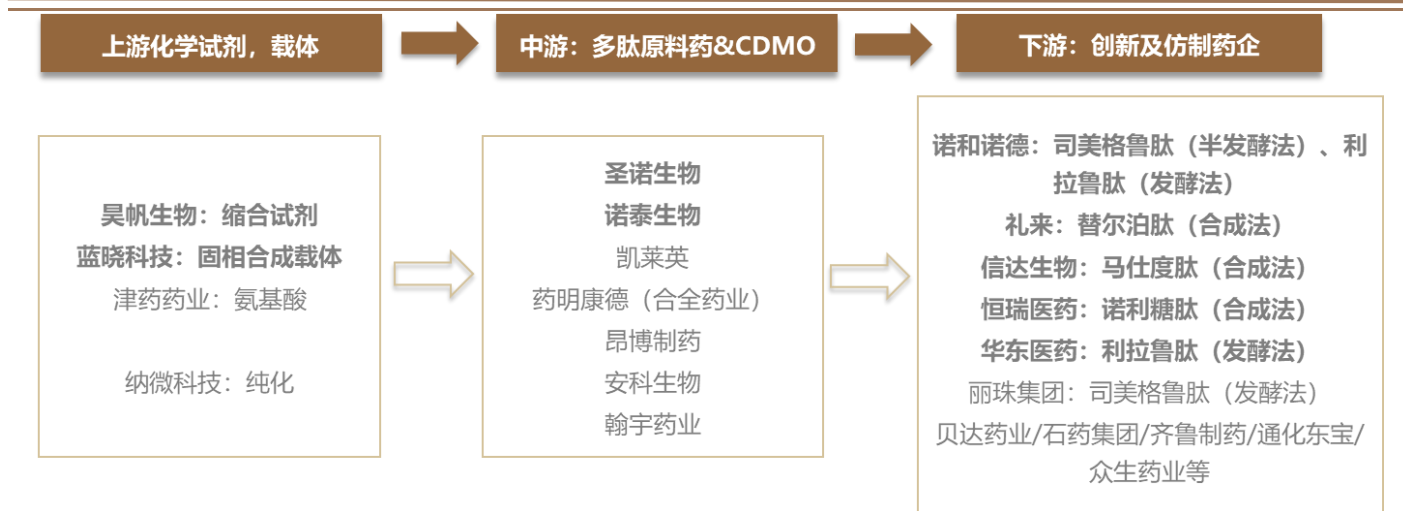 上游化学试剂，载体
中游：多肽原料药&CDMO
下游：创新及仿制药企
昊帆生物：缩合试剂
蓝晓科技：固相合成载体
津药药业：氨基酸
纳微科技：纯化
圣诺生物
诺泰生物
凯莱英
药明康德（合全药业）
昂博制药
安科生物
翰宇药业
诺和诺德：司美格鲁肽（半发酵法）、利
拉鲁肽（发酵法）
礼来：替尔泊肽（合成法）
信达生物：马仕度肽（合成法）
恒瑞医药：诺利糖肽（合成法）
华东医药：利拉鲁肽（发酵法）
丽珠集团：司美格鲁肽（发酵法）
贝达药业/石药集团/齐鲁制药/通化东宝/
众生药业等